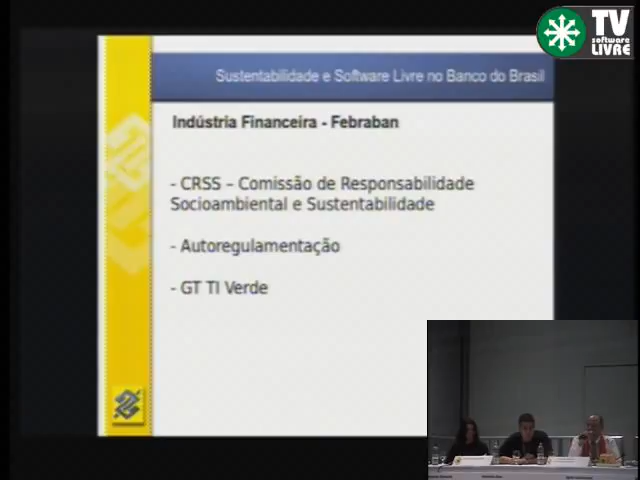 TV
software
LIVRE
Sustentabilidade e Software Livre no Banco do Brasil
Indústria Financeira - Febraban
- CRSS – Comissão de Responsabilidade
Socioambiental e Sustentabilidade
- Autoregulamentação
- GT TI Verde